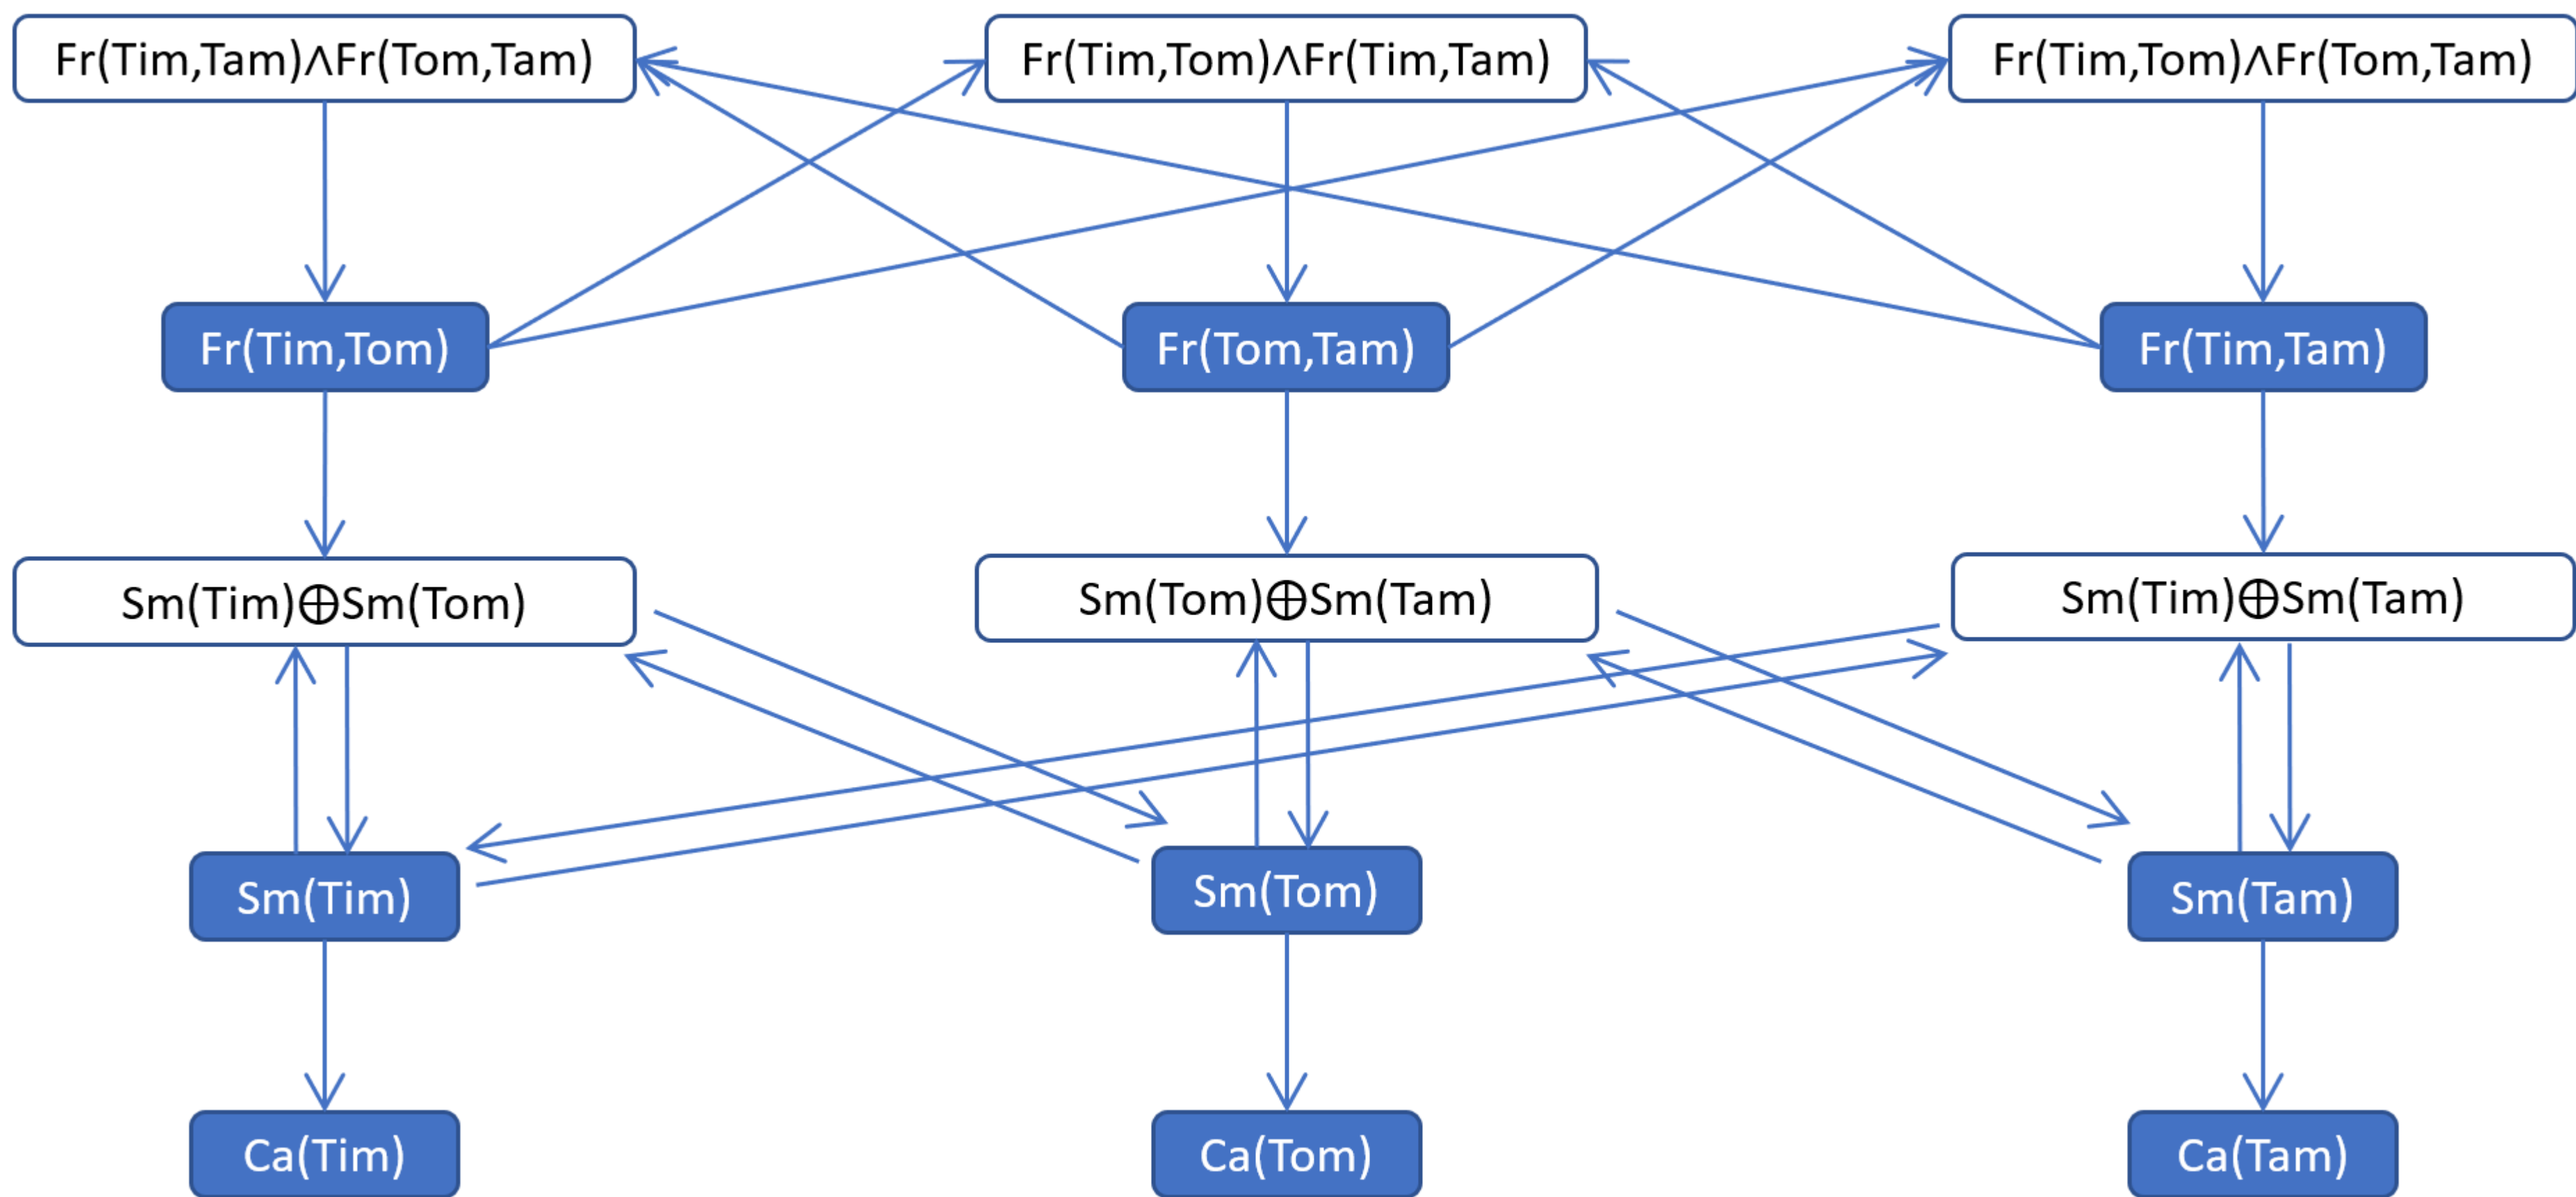 Fr(Tim,Tam)∧Fr(Tom,Tam)
Fr(Tim,Tom)∧Fr(Tim,Tam)
Fr(Tim,Tom)∧Fr(Tom,Tam)
Fr(Tim,Tom)
Fr(Tom,Tam)
Fr(Tim,Tam)
Sm(Tim)⊕Sm(Tom)
Sm(Tom)⊕Sm(Tam)
Sm(Tim)⊕Sm(Tam)
Sm(Tim)
Sm(Tom)
Sm(Tam)
Ca(Tim)
Ca(Tom)
Ca(Tam)